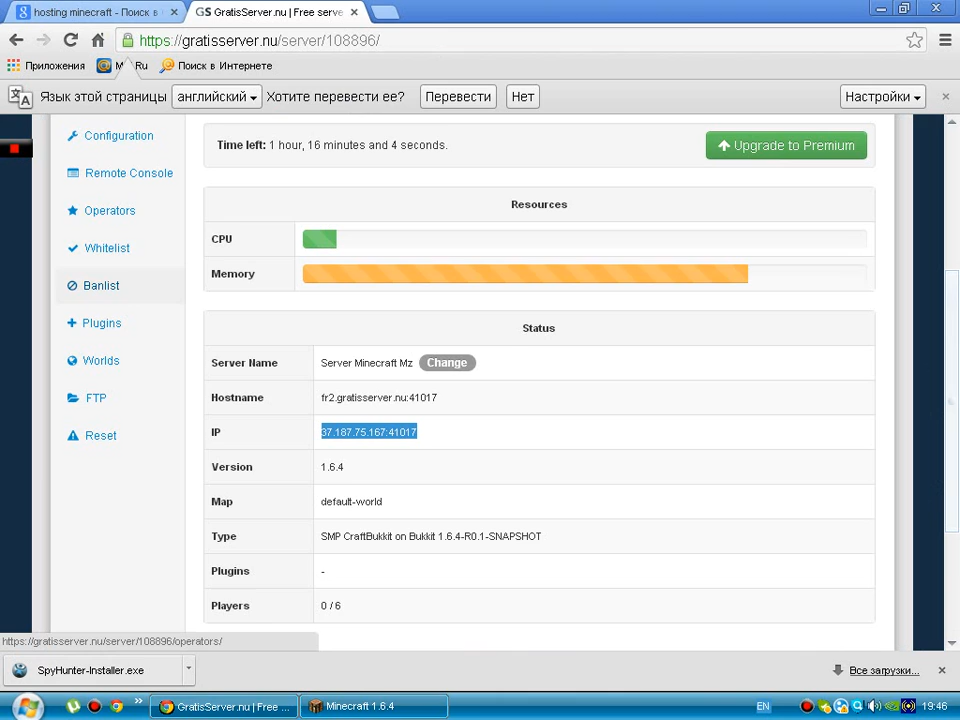 hosting minecraft - Поиск в
GS GratisServer.nu | Free serve
https://gratisserver.nu/server/108896/
Приложения
Ru
Поиск в Интернете
Язык этой страницы
английский
Хотите перевести ее?
Перевести
Нет
Настройки
Configuration
Remote Console
Operators
Whitelist
Banlist
Plugins
Worlds
FTP
Reset
Time left: 1 hour, 16 minutes and 4 seconds.
Upgrade to Premium
Resources
CPU
Memory
Status
Server Name Server Minecraft Mz Change
Hostname fr2.gratisserver.nu:41017
IP 37.187.75.167:41017
Version 1.6.4
Map default-world
Type SMP CraftBukkit on Bukkit 1.6.4-R0.1-SNAPSHOT
Plugins -
Players 0 / 6
https://gratisserver.nu/server/108896/operators/
SpyHunter-Installer.exe
Все загрузки...
GratisServer.nu | Free ...
Minecraft 1.6.4
EN
19:46